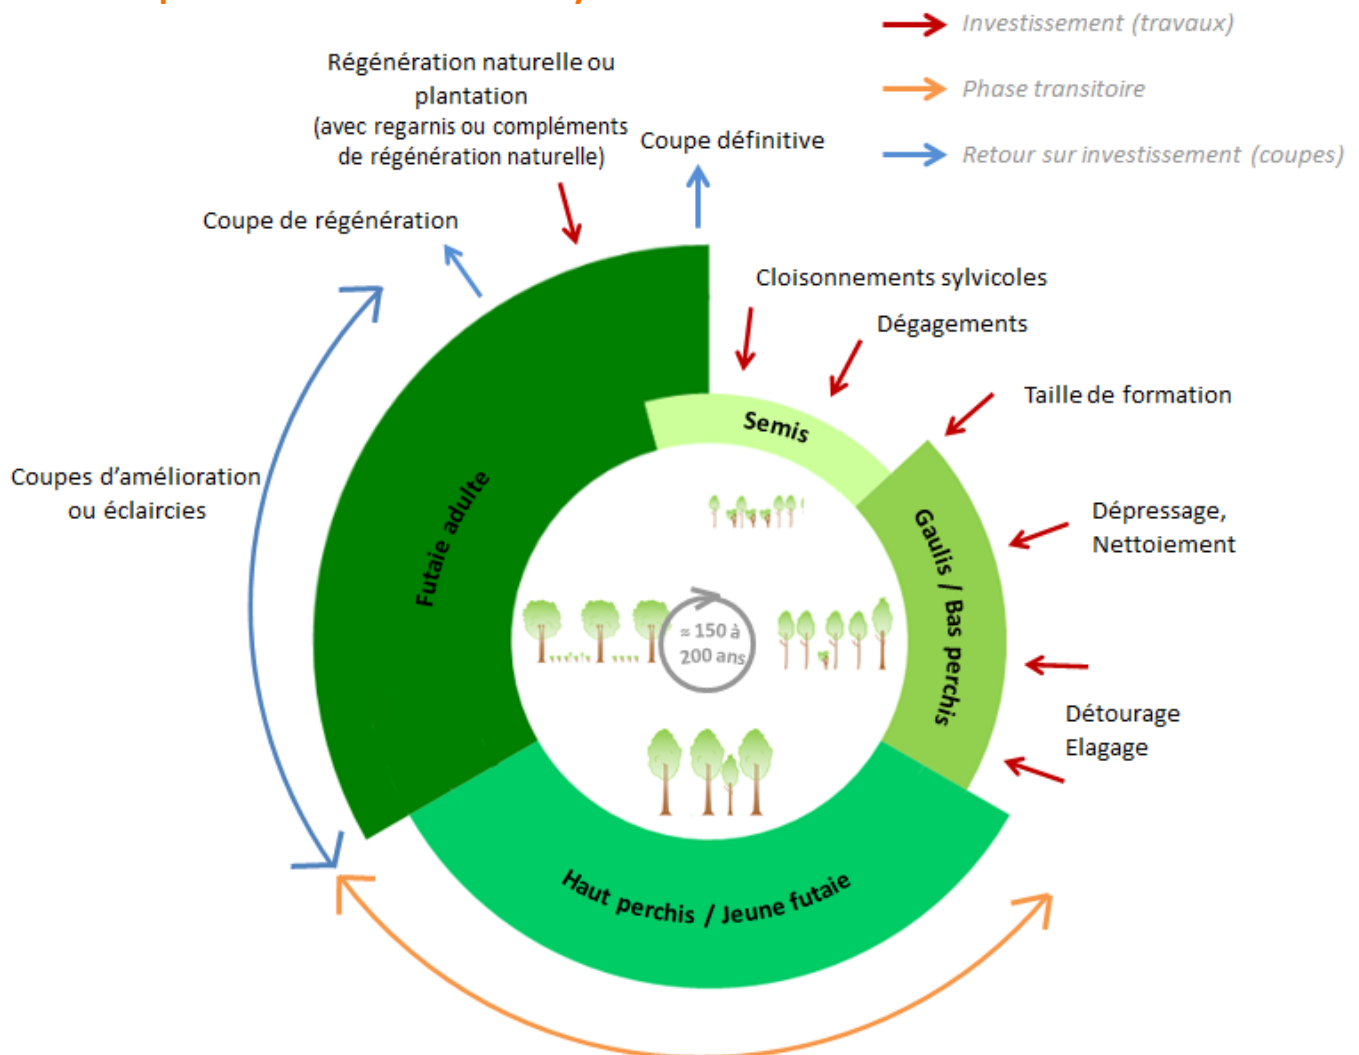 Investissement (travaux)
Phase transitoire
Retour sur investissement (coupes)
Régénération naturelle ou
plantation
(avec regarnis ou compléments
de régénération naturelle)
Coupe définitive
Coupe de régénération
Cloisonnements sylvicoles
Dégagements
Taille de formation
Semis
Coupes d'amélioration
ou éclaircies
Futaie adulte
Gaulis / Bas perchis
Dépressage,
Nettoiement
≈ 150 à
200 ans
Détourage
Elagage
Haut perchis / Jeune futaie